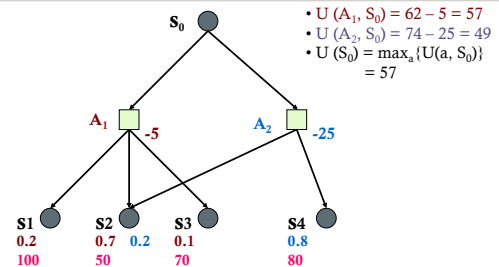 S0
• U (A1, S0) = 62 – 5 = 57
• U (A2, S0) = 74 – 25 = 49
• U (S0) = maxa{U(a, S0)}
= 57
A1
-5
A2
-25
S1
S2
S3
S4
0.2
0.7
0.2
0.1
0.8
100
50
70
80